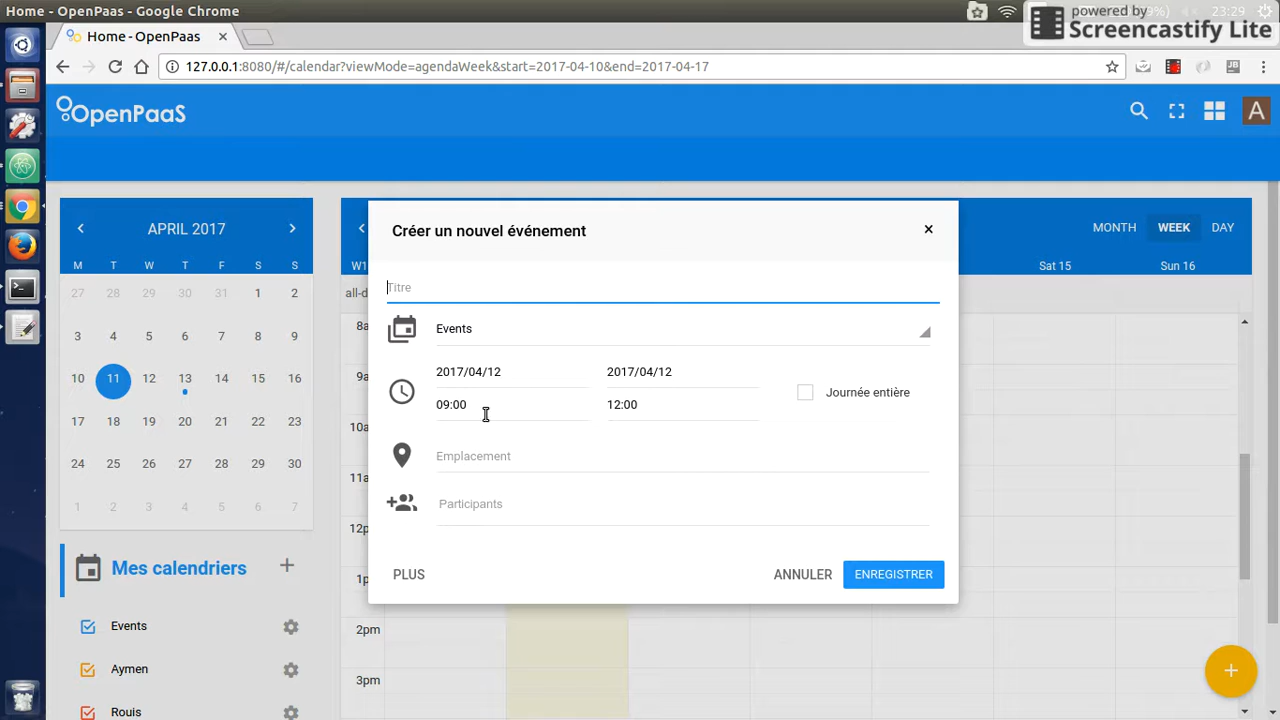 Home - OpenPaas - Google Chrome
23:29
powered by
Screencastify Lite
Home - OpenPaas
127.0.0.1:8080/#/calendar?viewMode=agendaWeek&start=2017-04-10&end=2017-04-17
OpenPaaS
A
APRIL 2017
MONTH WEEK DAY
M T W T F S S
W1 Sat 15 Sun 16
27 28 29 30 31 1 2
3 4 5 6 7 8 9
10 11 12 13 14 15 16
17 18 19 20 21 22 23
24 25 26 27 28 29 30
1 2 3 4 5 6 7
all-d
8a
9a
10a
11a
12p
1p
2pm
3pm
Créer un nouvel événement
Titre
Events
2017/04/12 2017/04/12
09:00 12:00
Journée entière
Emplacement
Participants
PLUS ANNULER ENREGISTRER
Mes calendriers
Events
Aymen
Rouis